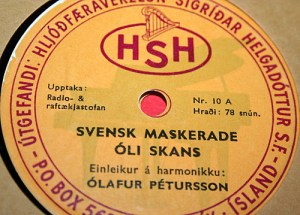 ÚTGEFANDI: HLJÓÐFÆRAVERZLUN SIGRÍÐAR HELGADÓTTUR S.F.
HSH
Upptaka:
Radio- &
raftækjastofan
Nr. 10 A
Hraði: 78 snún.
SVENSK MASKERADE
ÓLI SKANS
Einleikur á harmonikku:
ÓLAFUR PÉTURSSON
P.O. BOX
ÍSLAND